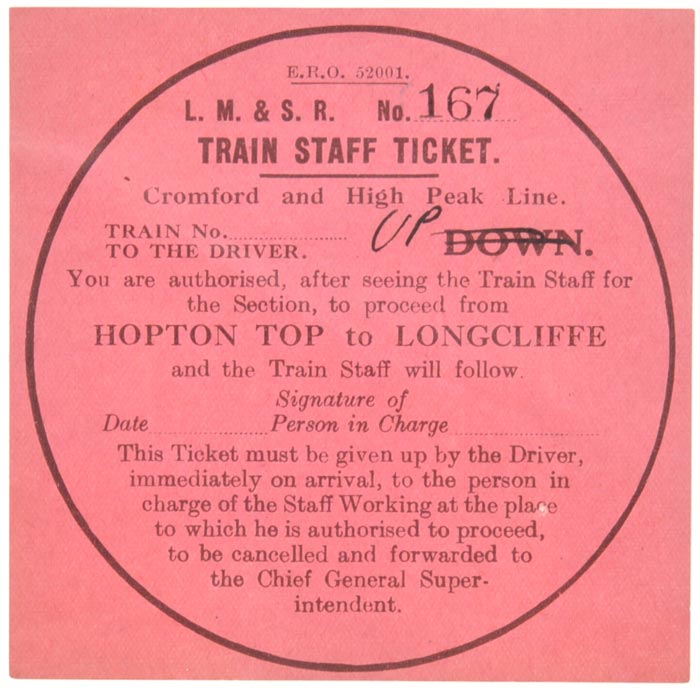 E.R.O. 52001.
L. M. & S. R. No. 167
TRAIN STAFF TICKET.
Cromford and High Peak Line.
TRAIN No. UP DOWN.
TO THE DRIVER.
You are authorised, after seeing the Train Staff for
the Section, to proceed from
HOPTON TOP to LONGCLIFFE
and the Train Staff will follow.
Signature of
Date Person in Charge
This Ticket must be given up by the Driver,
immediately on arrival, to the person in
charge of the Staff Working at the place
to which he is authorised to proceed,
to be cancelled and forwarded to
the Chief General Super-
intendent.